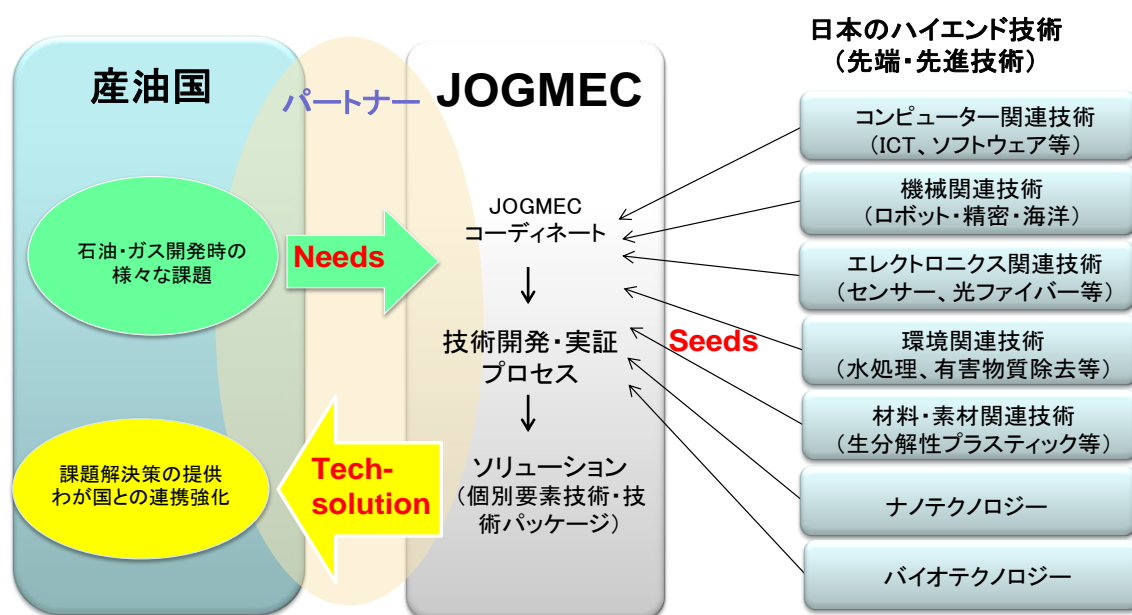 産油国
パートナー
JOGMEC
石油・ガス開発時の
様々な課題
Needs
JOGMEC
コーディネート
技術開発・実証
プロセス
ソリューション
(個別要素技術・技
術パッケージ)
Tech-
solution
課題解決策の提供
わが国との連携強化
Seeds
日本のハイエンド技術
(先端・先進技術)
コンピューター関連技術
(ICT、ソフトウェア等)
機械関連技術
(ロボット・精密・海洋)
エレクトロニクス関連技術
(センサー、光ファイバー等)
環境関連技術
(水処理、有害物質除去等)
材料・素材関連技術
(生分解性プラスティック等)
ナノテクノロジー
バイオテクノロジー